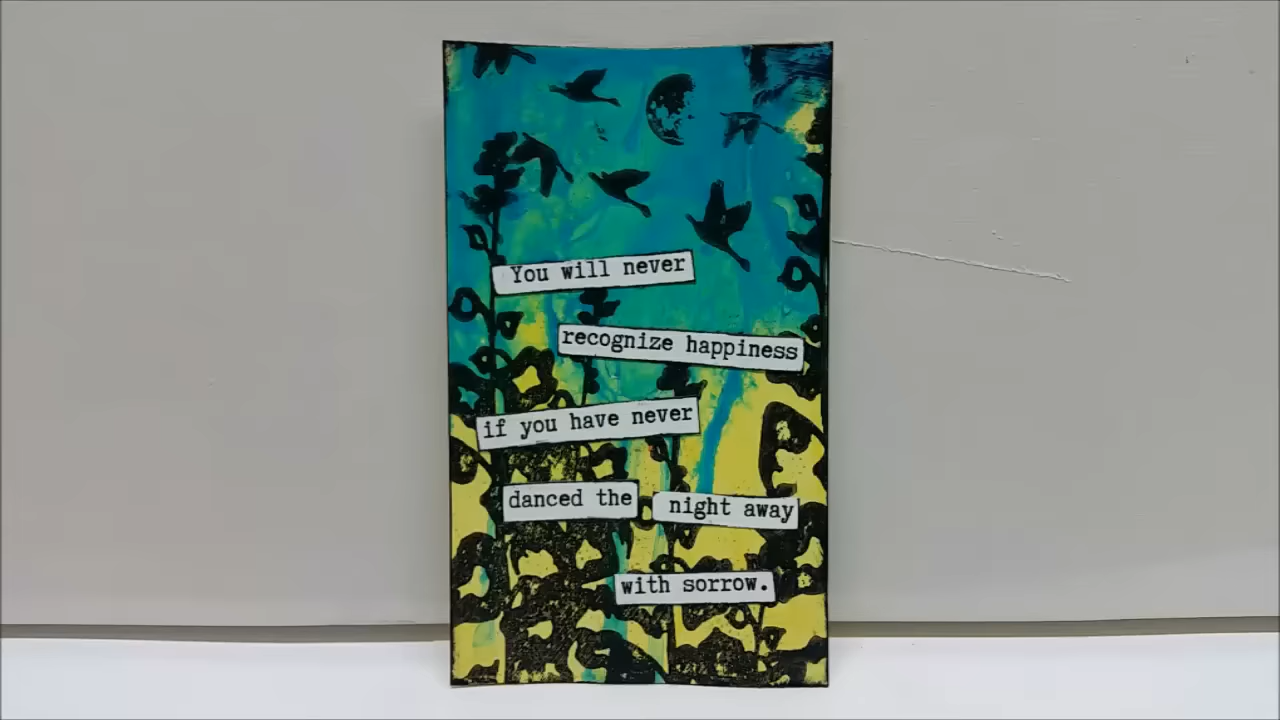 You will never
recognize happiness
if you have never
danced the night away
with sorrow.